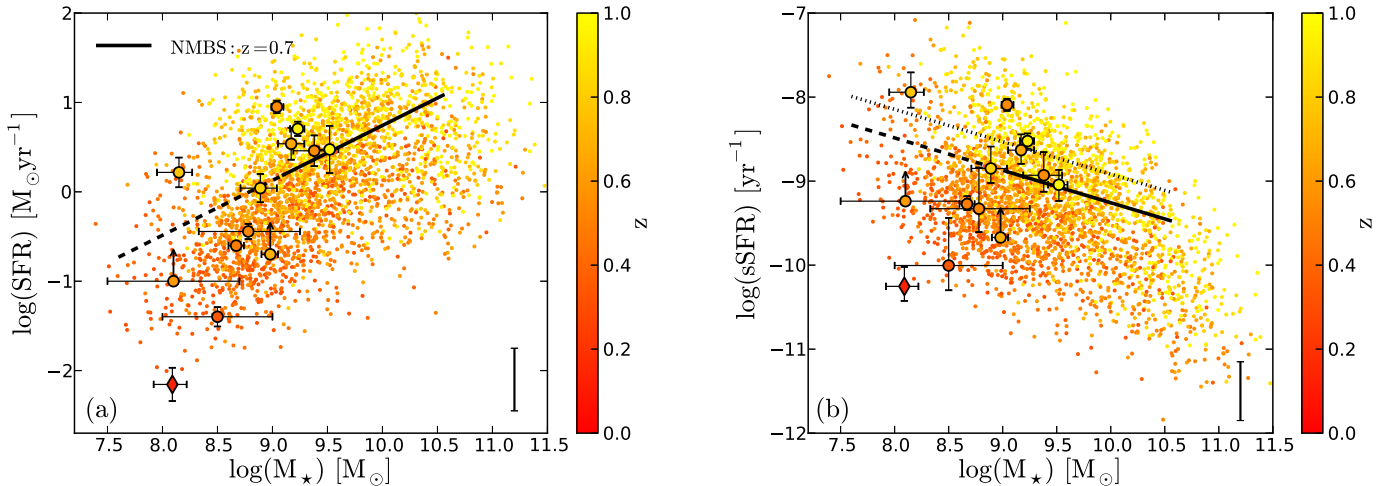 2
1
0
−1
−2
log(SFR) [M⊙yr⁻¹]
NMBS: z=0.7
(a)
7.5 8.0 8.5 9.0 9.5 10.0 10.5 11.0 11.5
log(M⋆) [M⊙]
1.0
0.8
0.6
0.4
0.2
0.0
z
−7
−8
−9
−10
−11
−12
log(sSFR) [yr⁻¹]
(b)
7.5 8.0 8.5 9.0 9.5 10.0 10.5 11.0 11.5
log(M⋆) [M⊙]
1.0
0.8
0.6
0.4
0.2
0.0
z